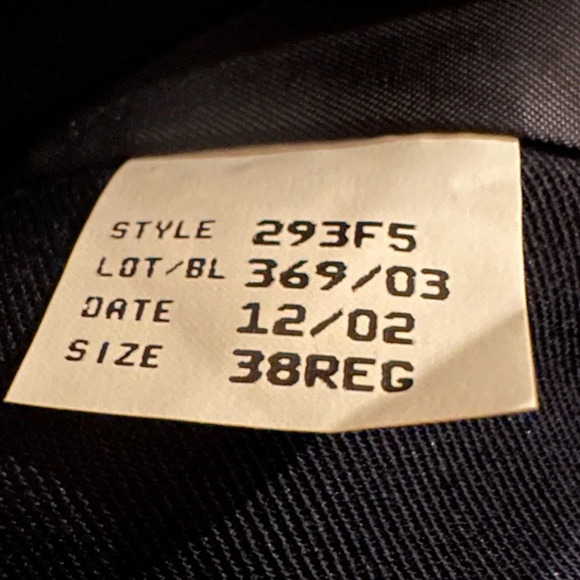 STYLE 293F5
LOT/BL 369/03
DATE 12/02
SIZE 38REG